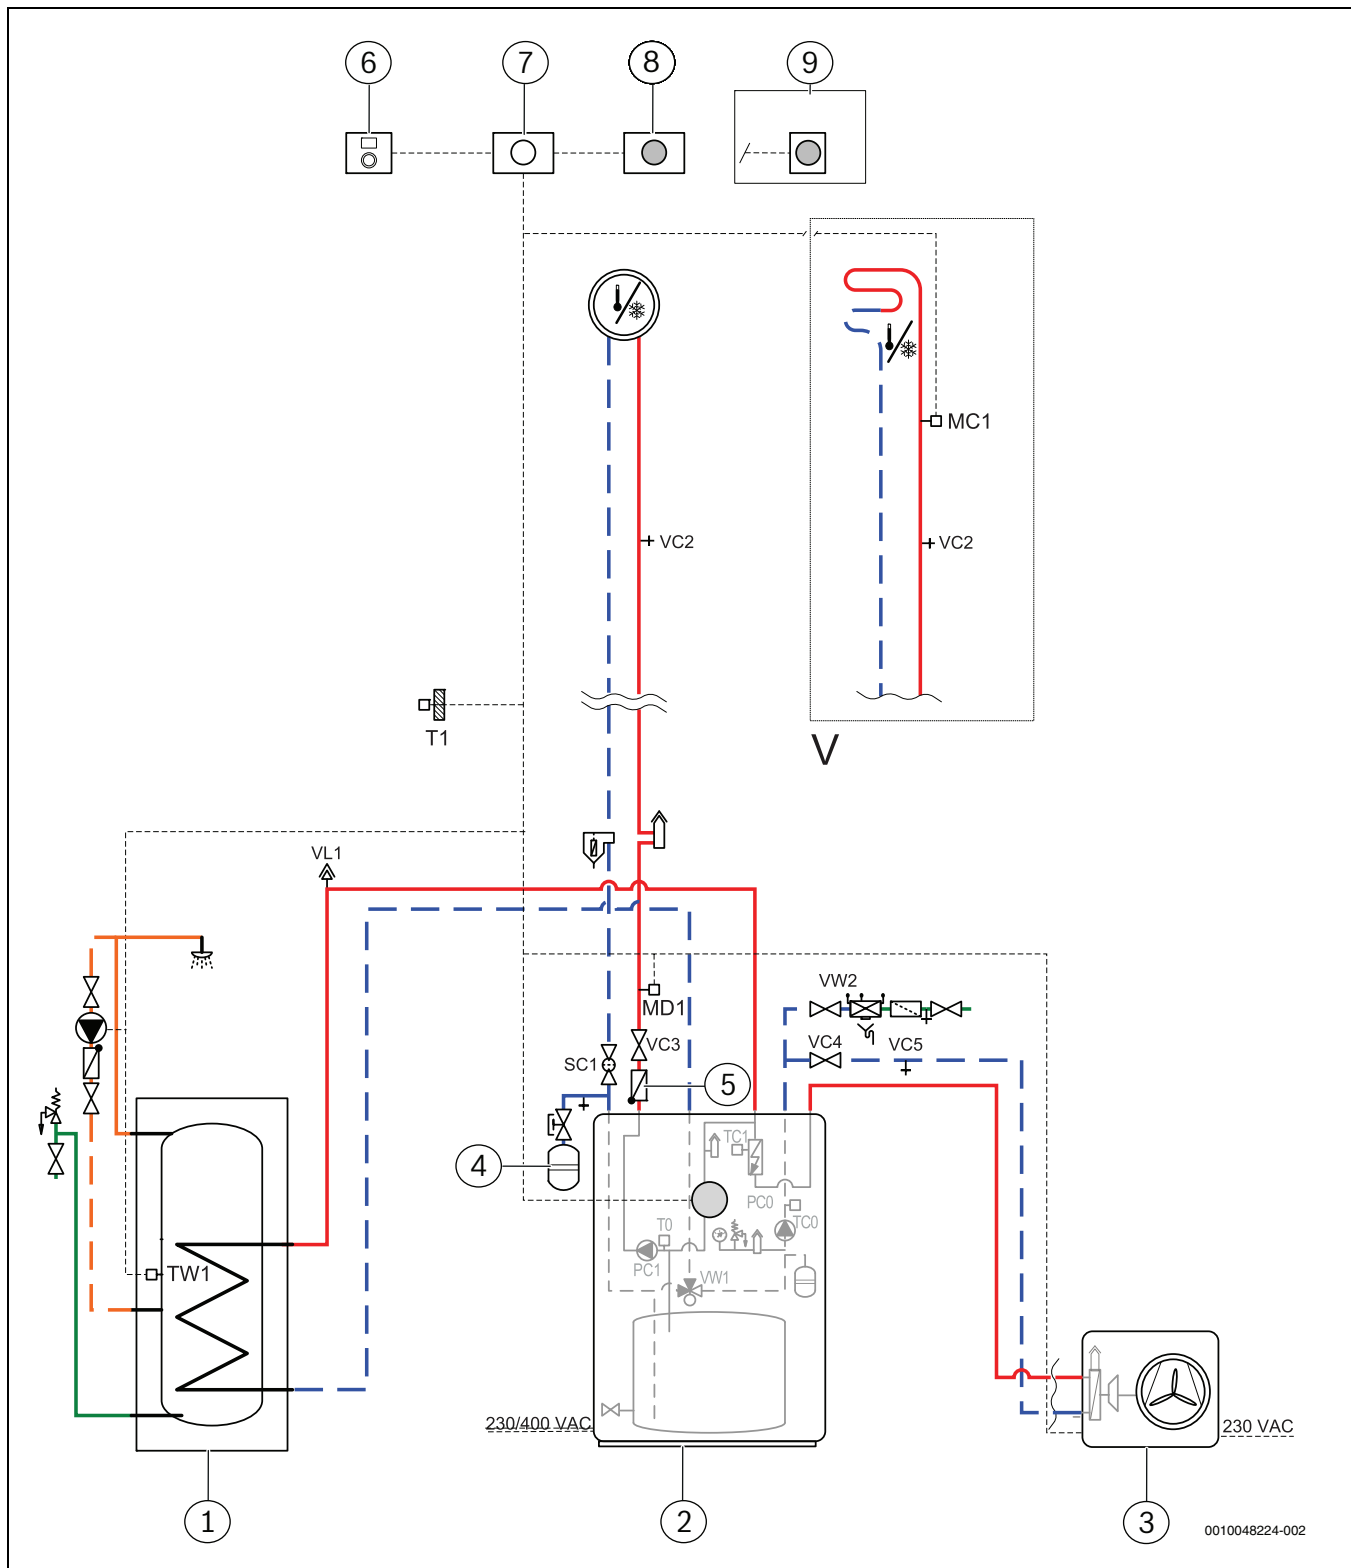 6
7
8
9
MC1
VC2
VC2
T1
V
VL1
VW2
MD1
VC3
VC4
VC5
SC1
5
TC1
4
PC0
T0
TC0
PC1
VW1
TW1
230/400 VAC
230 VAC
1
2
3
0010048224-002